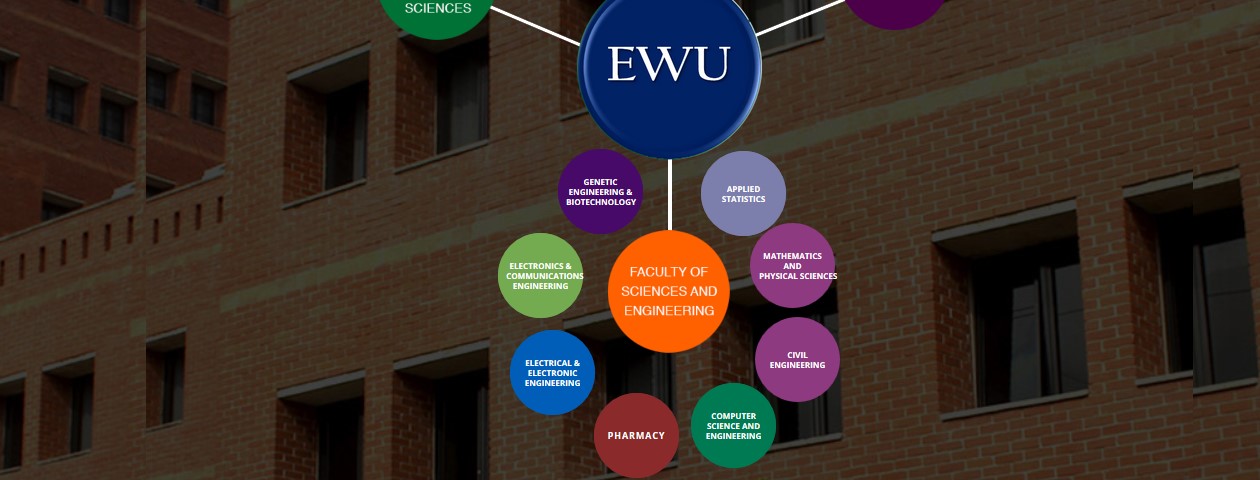 SCIENCES
EWU
GENETIC
ENGINEERING &
BIOTECHNOLOGY
APPLIED
STATISTICS
ELECTRONICS &
COMMUNICATIONS
ENGINEERING
FACULTY OF
SCIENCES AND
ENGINEERING
MATHEMATICS
AND
PHYSICAL SCIENCES
ELECTRICAL &
ELECTRONIC
ENGINEERING
CIVIL
ENGINEERING
PHARMACY
COMPUTER
SCIENCE AND
ENGINEERING